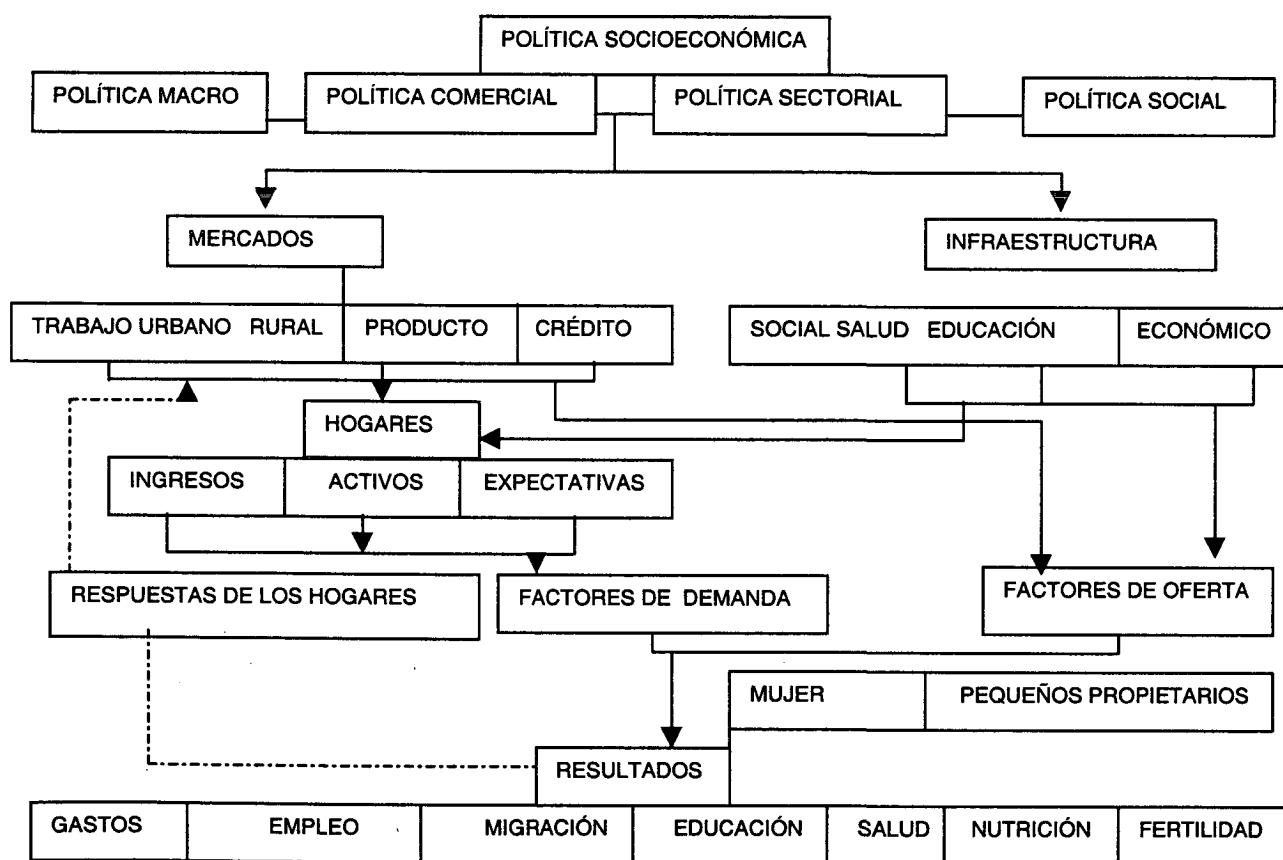 POLÍTICA SOCIOECONÓMICA
POLÍTICA MACRO POLÍTICA COMERCIAL POLÍTICA SECTORIAL POLÍTICA SOCIAL
MERCADOS INFRAESTRUCTURA
TRABAJO URBANO RURAL PRODUCTO CRÉDITO SOCIAL SALUD EDUCACIÓN ECONÓMICO
HOGARES
INGRESOS ACTIVOS EXPECTATIVAS
RESPUESTAS DE LOS HOGARES FACTORES DE DEMANDA FACTORES DE OFERTA
MUJER PEQUEÑOS PROPIETARIOS
RESULTADOS
GASTOS EMPLEO MIGRACIÓN EDUCACIÓN SALUD NUTRICIÓN FERTILIDAD